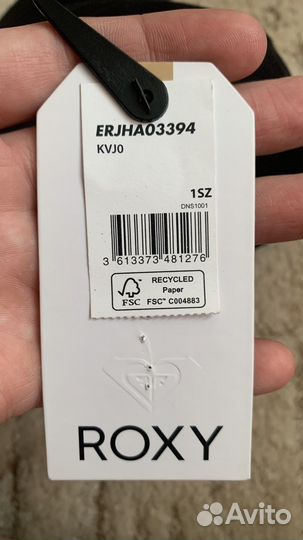 ERJHA03394
KVJ0
1SZ
DNS1001
3 613373 481276
FSC
RECYCLED
Paper
FSC™ C004883
ROXY
Avito